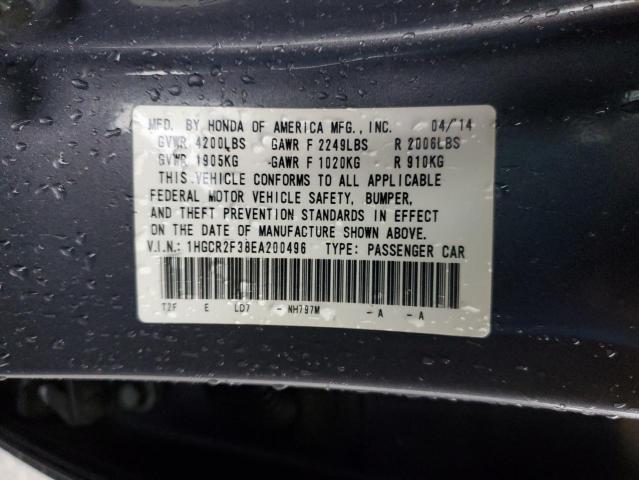 MFD. BY HONDA OF AMERICA MFG., INC. 04/'14
GVWR 4200LBS GAWR F 2249LBS R 2006LBS
GVWR 1905KG GAWR F 1020KG R 910KG
THIS VEHICLE CONFORMS TO ALL APPLICABLE
FEDERAL MOTOR VEHICLE SAFETY, BUMPER,
AND THEFT PREVENTION STANDARDS IN EFFECT
ON THE DATE OF MANUFACTURE SHOWN ABOVE.
V.I.N.: 1HGCR2F38EA200496 TYPE: PASSENGER CAR
T2F E LD7 - NH797M - A - A